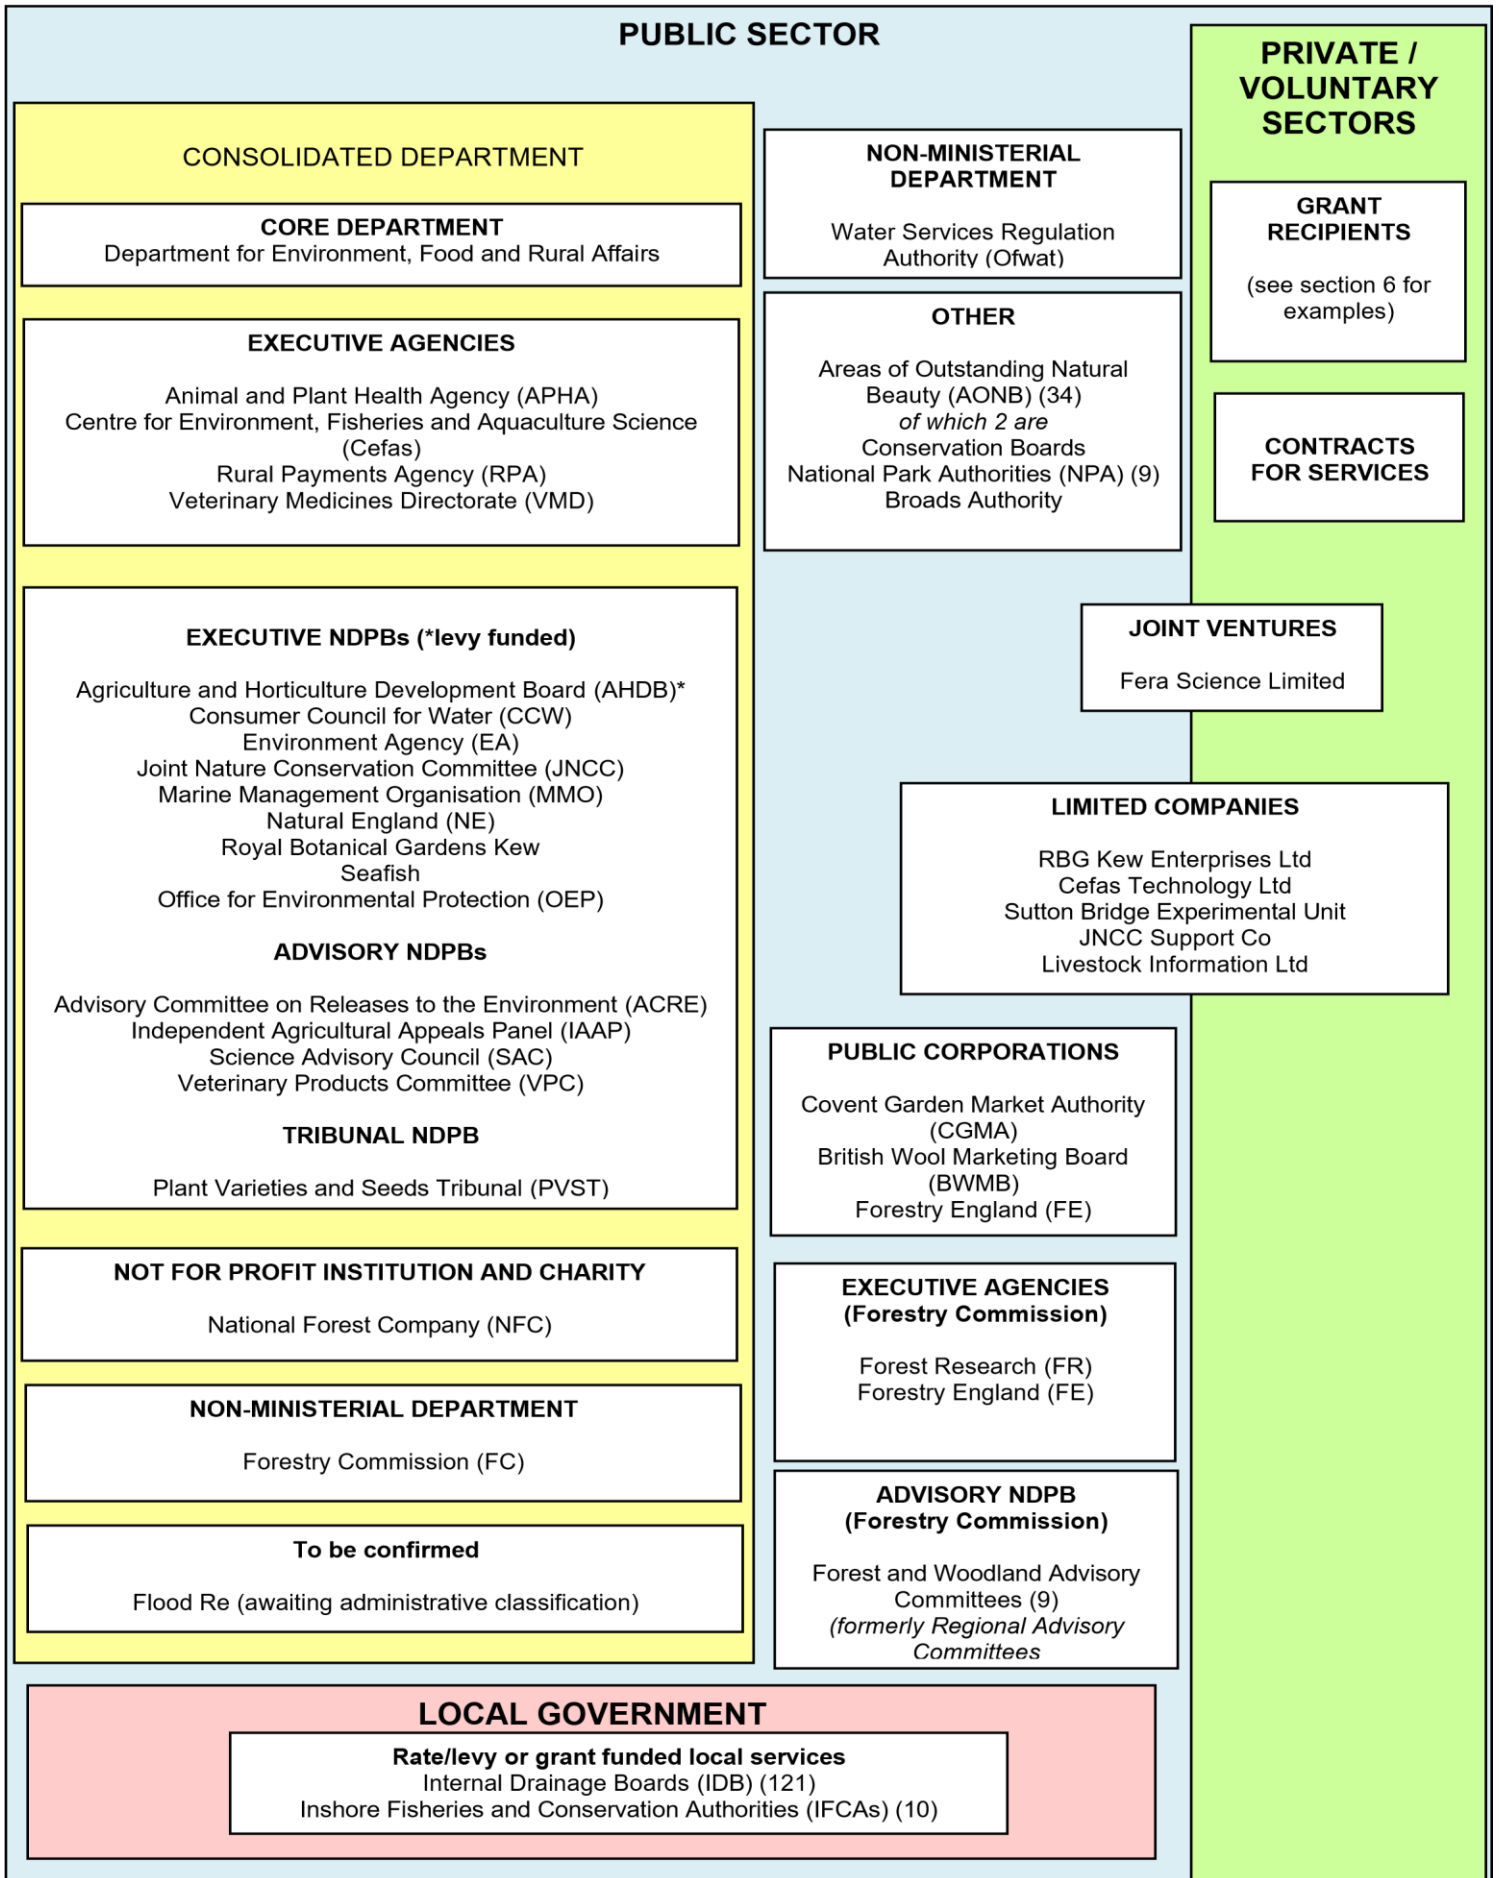 PUBLIC SECTOR
CONSOLIDATED DEPARTMENT
CORE DEPARTMENT
Department for Environment, Food and Rural Affairs
EXECUTIVE AGENCIES
Animal and Plant Health Agency (APHA)
Centre for Environment, Fisheries and Aquaculture Science
(Cefas)
Rural Payments Agency (RPA)
Veterinary Medicines Directorate (VMD)
EXECUTIVE NDPBs (*levy funded)
Agriculture and Horticulture Development Board (AHDB)*
Consumer Council for Water (CCW)
Environment Agency (EA)
Joint Nature Conservation Committee (JNCC)
Marine Management Organisation (MMO)
Natural England (NE)
Royal Botanical Gardens Kew
Seafish
Office for Environmental Protection (OEP)
ADVISORY NDPBs
Advisory Committee on Releases to the Environment (ACRE)
Independent Agricultural Appeals Panel (IAAP)
Science Advisory Council (SAC)
Veterinary Products Committee (VPC)
TRIBUNAL NDPB
Plant Varieties and Seeds Tribunal (PVST)
NOT FOR PROFIT INSTITUTION AND CHARITY
National Forest Company (NFC)
NON-MINISTERIAL DEPARTMENT
Forestry Commission (FC)
To be confirmed
Flood Re (awaiting administrative classification)
NON-MINISTERIAL
DEPARTMENT
Water Services Regulation
Authority (Ofwat)
OTHER
Areas of Outstanding Natural
Beauty (AONB) (34)
of which 2 are
Conservation Boards
National Park Authorities (NPA) (9)
Broads Authority
JOINT VENTURES
Fera Science Limited
LIMITED COMPANIES
RBG Kew Enterprises Ltd
Cefas Technology Ltd
Sutton Bridge Experimental Unit
JNCC Support Co
Livestock Information Ltd
PUBLIC CORPORATIONS
Covent Garden Market Authority
(CGMA)
British Wool Marketing Board
(BWMB)
Forestry England (FE)
EXECUTIVE AGENCIES
(Forestry Commission)
Forest Research (FR)
Forestry England (FE)
ADVISORY NDPB
(Forestry Commission)
Forest and Woodland Advisory
Committees (9)
(formerly Regional Advisory
Committees
PRIVATE /
VOLUNTARY
SECTORS
GRANT
RECIPIENTS
(see section 6 for
examples)
CONTRACTS
FOR SERVICES
LOCAL GOVERNMENT
Rate/levy or grant funded local services
Internal Drainage Boards (IDB) (121)
Inshore Fisheries and Conservation Authorities (IFCAs) (10)